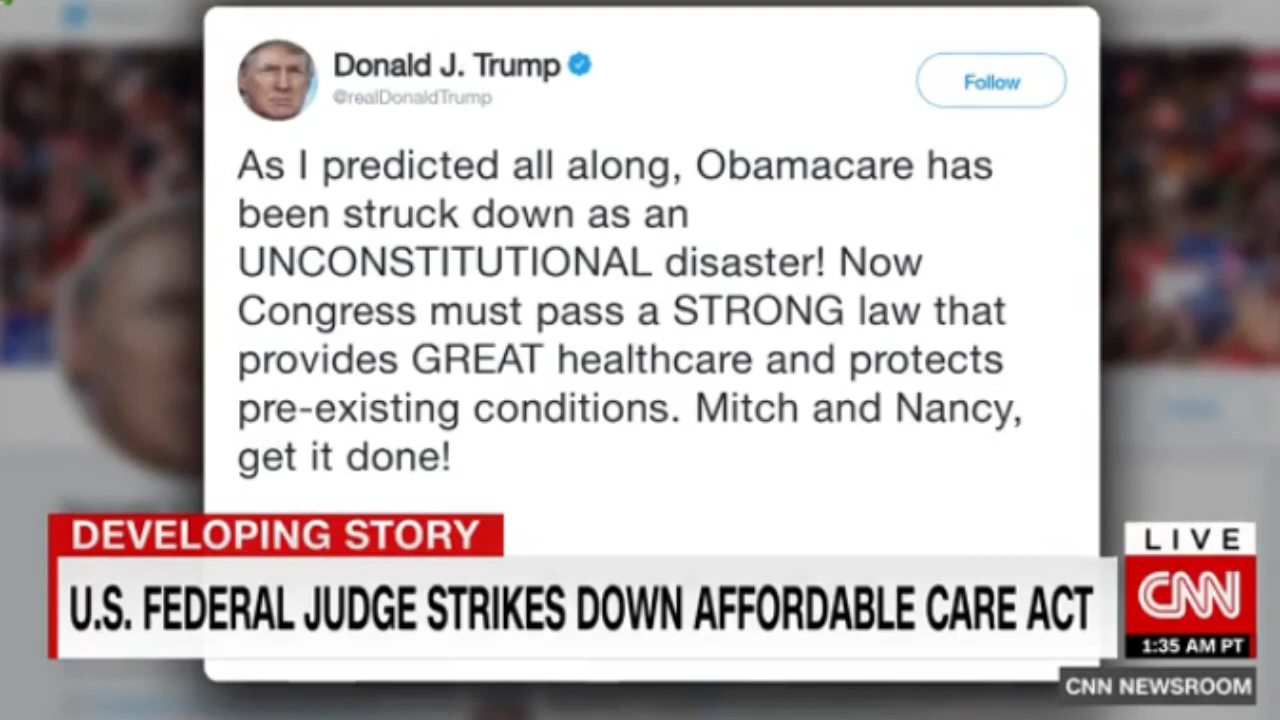 Donald J. Trump
@realDonaldTrump
Follow
As I predicted all along, Obamacare has
been struck down as an
UNCONSTITUTIONAL disaster! Now
Congress must pass a STRONG law that
provides GREAT healthcare and protects
pre-existing conditions. Mitch and Nancy,
get it done!
DEVELOPING STORY
U.S. FEDERAL JUDGE STRIKES DOWN AFFORDABLE CARE ACT
LIVE
CNN
1:35 AM PT
CNN NEWSROOM